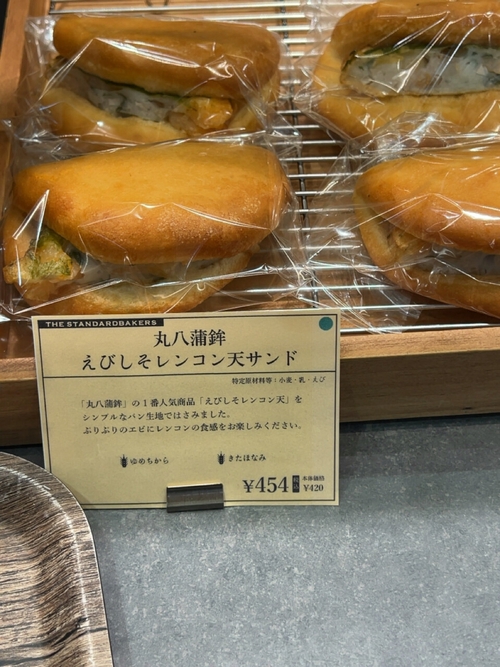 THE STANDARDBAKERS
丸八蒲鉾
えびしそレンコン天サンド
特定原材料等:小麦・乳・えび
「丸八蒲鉾」の1番人気商品「えびしそレンコン天」を
シンプルなパン生地ではさみました。
ぷりぷりのエビにレンコンの食感をお楽しみください。
ゆめちから きたほなみ
¥454 税込 本体価格 ¥420